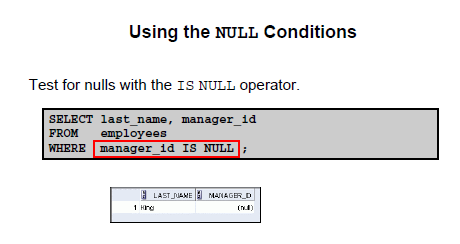 Using the NULL Conditions
Test for nulls with the IS NULL operator.
SELECT last_name, manager_id
FROM employees
WHERE manager_id IS NULL ;
LAST_NAME MANAGER_ID
1 King (null)